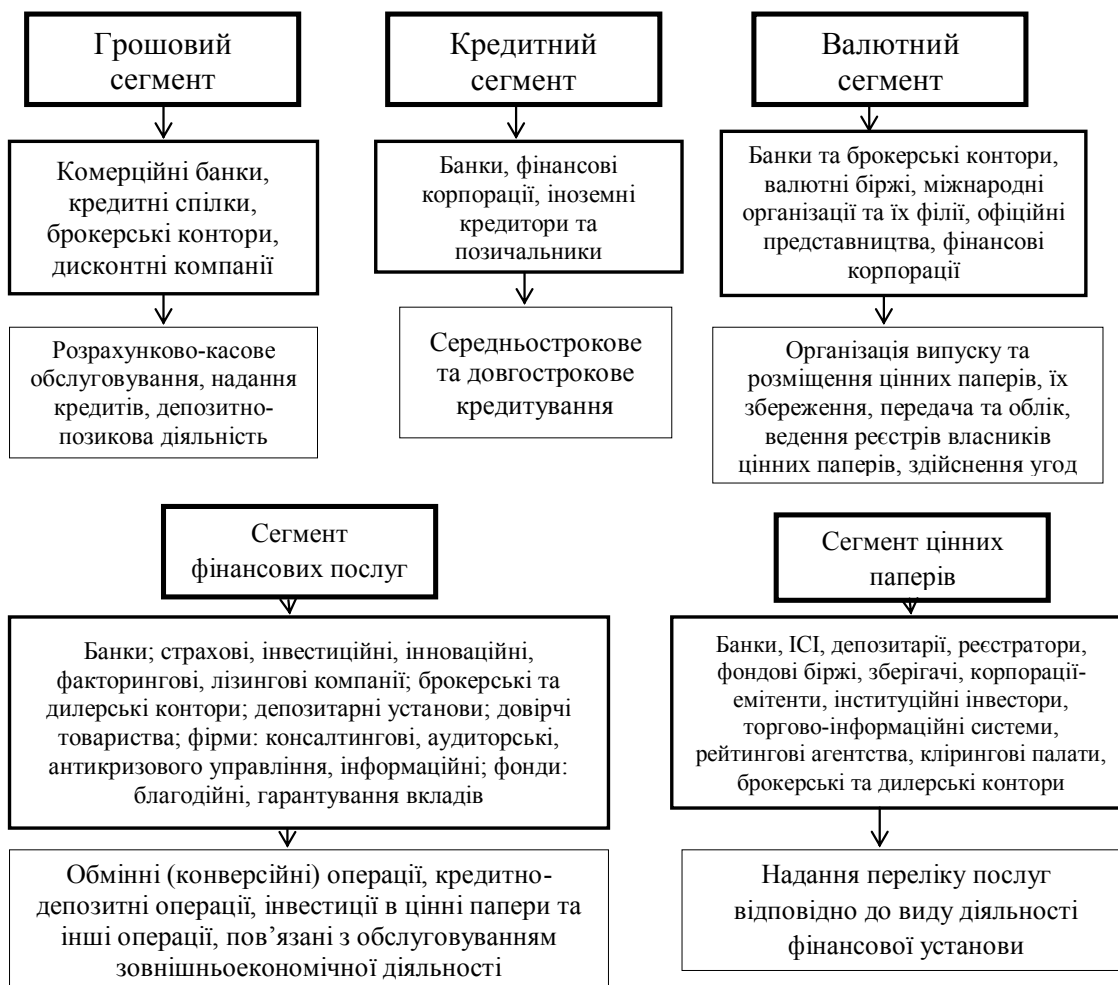 Грошовий
сегмент
Кредитний
сегмент
Валютний
сегмент
Комерційні банки,
кредитні спілки,
брокерські контори,
дисконтні компанії
Банки, фінансові
корпорації, іноземні
кредитори та
позичальники
Банки та брокерські контори,
валютні біржі, міжнародні
організації та їх філії, офіційні
представництва, фінансові
корпорації
Розрахунково-касове
обслуговування, надання
кредитів, депозитно-
позикова діяльність
Середньострокове
та довгострокове
кредитування
Організація випуску та
розміщення цінних паперів, їх
збереження, передача та облік,
ведення реєстрів власників
цінних паперів, здійснення угод
Сегмент
фінансових послуг
Сегмент цінних
паперів
Банки; страхові, інвестиційні, інноваційні,
факторингові, лізингові компанії; брокерські та
дилерські контори; депозитарні установи; довірчі
товариства; фірми: консалтингові, аудиторські,
антикризового управління, інформаційні; фонди:
благодійні, гарантування вкладів
Банки, ІСІ, депозитарії, реєстратори,
фондові біржі, зберігачі, корпорації-
емітенти, інституційні інвестори,
торгово-інформаційні системи,
рейтингові агентства, клірингові палати,
брокерські та дилерські контори
Обмінні (конверсійні) операції, кредитно-
депозитні операції, інвестиції в цінні папери та
інші операції, пов’язані з обслуговуванням
зовнішньоекономічної діяльності
Надання переліку послуг
відповідно до виду діяльності
фінансової установи